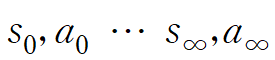 s₀, a₀ ⋯ s∞, a∞